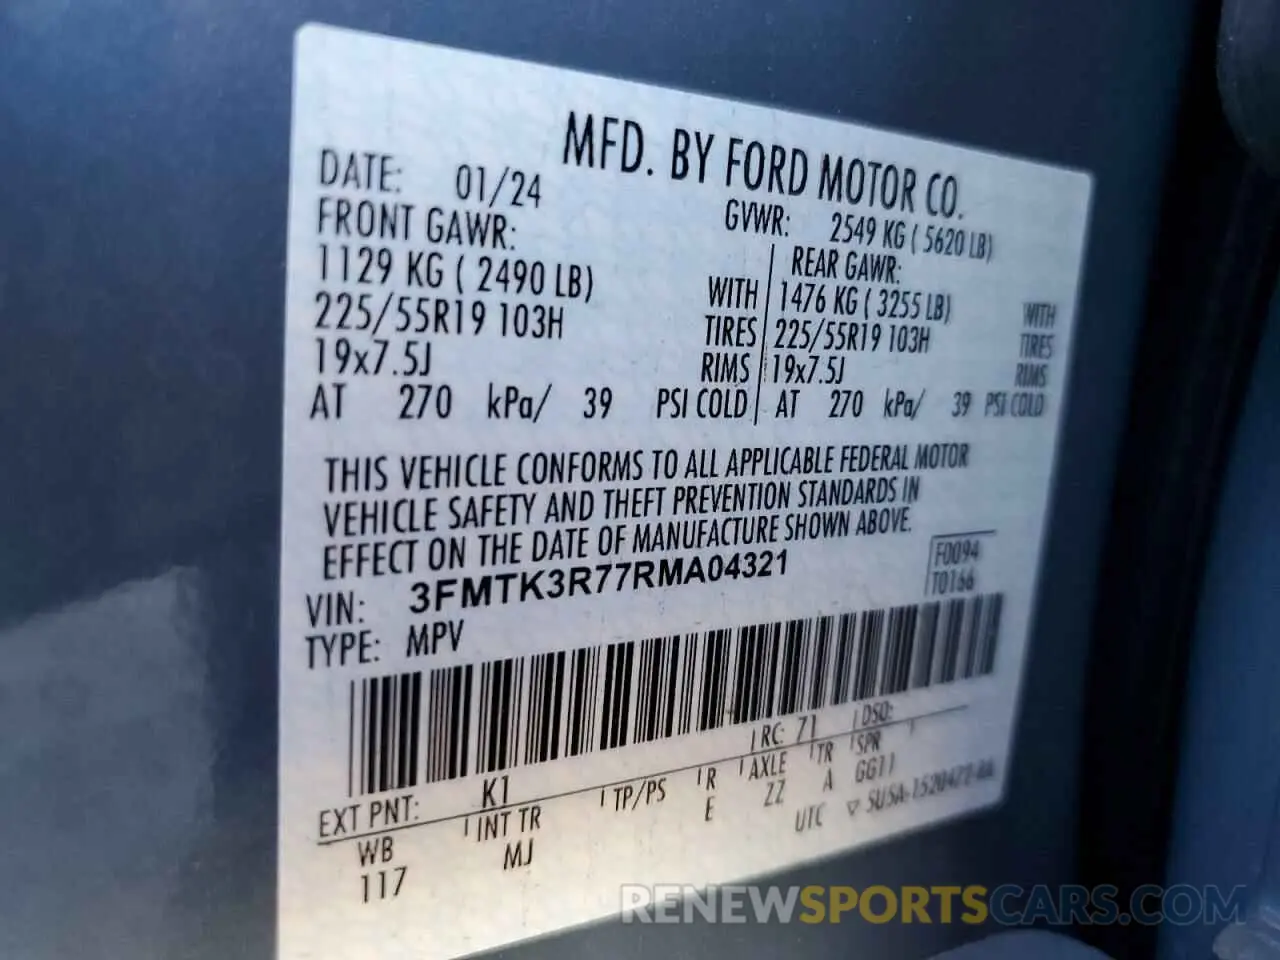 MFD. BY FORD MOTOR CO.
DATE: 01/24
GVWR: 2549 KG ( 5620 LB)
FRONT GAWR:
REAR GAWR:
1129 KG ( 2490 LB) WITH
1476 KG ( 3255 LB) WITH
225/55R19 103H TIRES
225/55R19 103H TIRES
19x7.5J RIMS
19x7.5J RIMS
AT 270 kPa/ 39 PSI COLD
AT 270 kPa/ 39 PSI COLD
THIS VEHICLE CONFORMS TO ALL APPLICABLE FEDERAL MOTOR
VEHICLE SAFETY AND THEFT PREVENTION STANDARDS IN
EFFECT ON THE DATE OF MANUFACTURE SHOWN ABOVE.
VIN: 3FMTK3R77RMA04321
F0094
T0166
TYPE: MPV
EXT PNT: K1 RC: 71 DSO:
WB INT TR TP/PS R AXLE TR SPR
117 MJ E ZZ A GG11
UTC
RENEWSPORTSCARS.COM